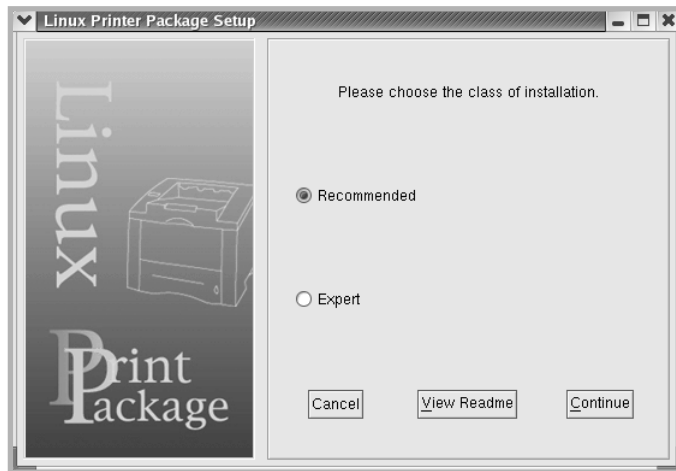 Linux Printer Package Setup
Linux
Print
Package
Please choose the class of installation.
Recommended
Expert
Cancel
View Readme
Continue